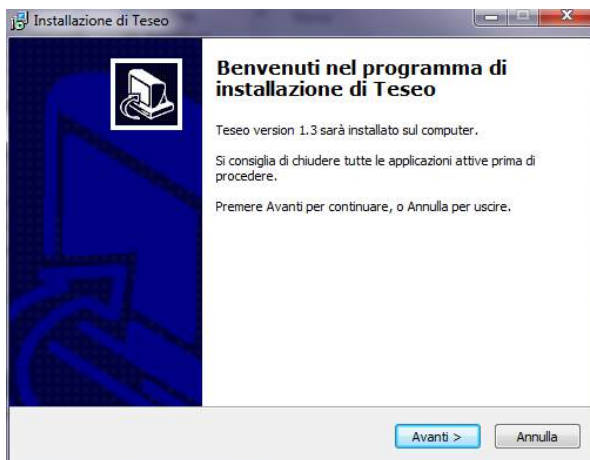 Installazione di Teseo
Benvenuti nel programma di
installazione di Teseo
Teseo version 1.3 sarà installato sul computer.
Si consiglia di chiudere tutte le applicazioni attive prima di
procedere.
Premere Avanti per continuare, o Annulla per uscire.
Avanti >
Annulla